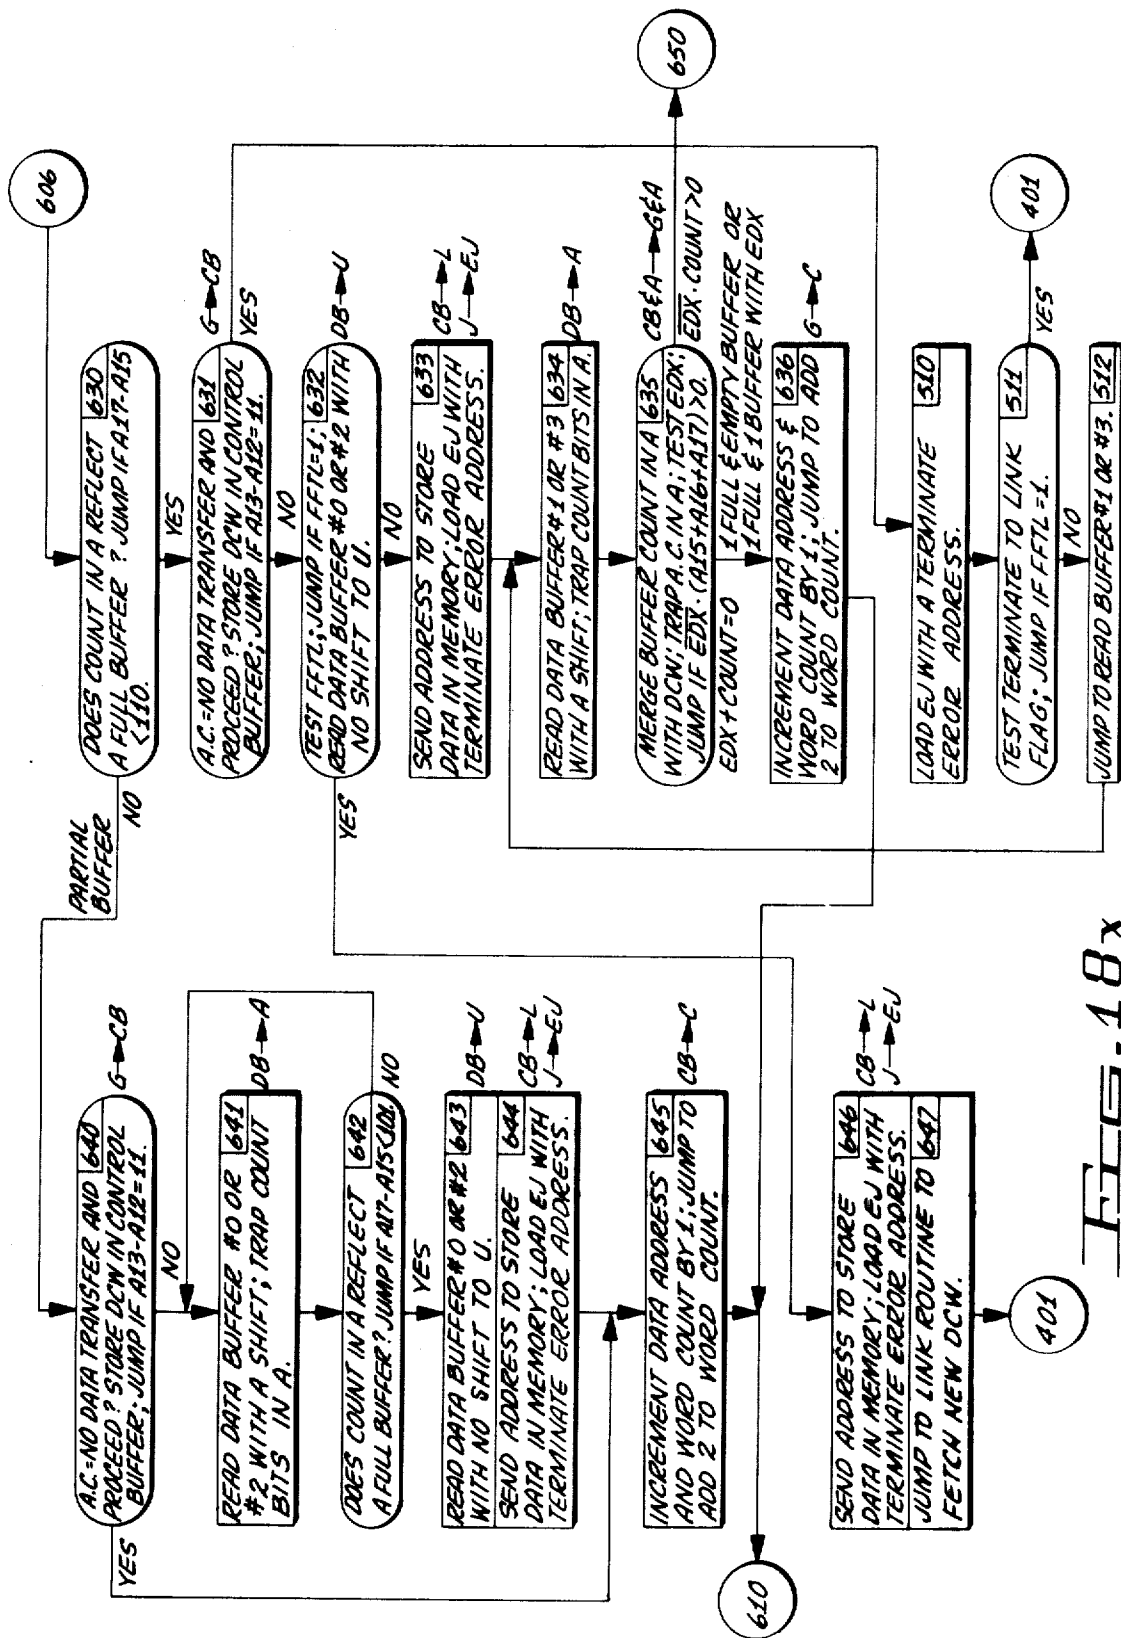 606
DOES COUNT IN A REFLECT
A FULL BUFFER ? JUMP IF A17-A15
<110.
630
PARTIAL
BUFFER
NO
YES
A.C.=NO DATA TRANSFER AND
PROCEED? STORE DCW IN CONTROL
BUFFER; JUMP IF A13-A12=11.
631
G→CB
YES
NO
TEST FFTL; JUMP IF FFTL=1;
READ DATA BUFFER #0 OR #2 WITH
NO SHIFT TO U.
632
DB→U
YES
NO
SEND ADDRESS TO STORE
DATA IN MEMORY; LOAD EJ WITH
TERMINATE ERROR ADDRESS.
633
CB→L
J→EJ
READ DATA BUFFER #1 OR #3
WITH A SHIFT; TRAP COUNT BITS IN A.
634
DB→A
MERGE BUFFER COUNT IN A
WITH DCW; TRAP A.C. IN A; TEST EDX;
JUMP IF E̅D̅X̅·(A15+A16+A17)>0.
635
CB&A→G&A
E̅D̅X̅·COUNT>0
650
EDX+COUNT=0
1 FULL & EMPTY BUFFER OR
1 FULL & 1 BUFFER WITH EDX
INCREMENT DATA ADDRESS &
WORD COUNT BY 1; JUMP TO ADD
2 TO WORD COUNT.
636
G→C
LOAD EJ WITH A TERMINATE
ERROR ADDRESS.
510
TEST TERMINATE TO LINK
FLAG; JUMP IF FFTL=1.
511
YES
401
NO
JUMP TO READ BUFFER #1 OR #3.
512
A.C.=NO DATA TRANSFER AND
PROCEED? STORE DCW IN CONTROL
BUFFER; JUMP IF A13-A12=11.
640
G→CB
YES
NO
READ DATA BUFFER #0 OR
#2 WITH A SHIFT; TRAP COUNT
BITS IN A.
641
DB→A
DOES COUNT IN A REFLECT
A FULL BUFFER? JUMP IF A17-A15<101.
642
NO
YES
READ DATA BUFFER #0 OR #2
WITH NO SHIFT TO U.
643
DB→U
SEND ADDRESS TO STORE
DATA IN MEMORY; LOAD EJ WITH
TERMINATE ERROR ADDRESS.
644
CB→L
J→EJ
INCREMENT DATA ADDRESS
AND WORD COUNT BY 1; JUMP TO
ADD 2 TO WORD COUNT.
645
CB→C
610
SEND ADDRESS TO STORE
DATA IN MEMORY; LOAD EJ WITH
TERMINATE ERROR ADDRESS.
646
CB→L
J→EJ
JUMP TO LINK ROUTINE TO
FETCH NEW DCW.
647
401
FIG-18x